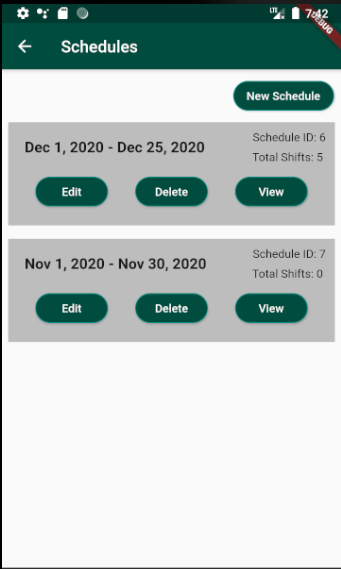 LTE 7:42
DEBUG
Schedules
New Schedule
Dec 1, 2020 - Dec 25, 2020
Schedule ID: 6
Total Shifts: 5
Edit Delete View
Nov 1, 2020 - Nov 30, 2020
Schedule ID: 7
Total Shifts: 0
Edit Delete View